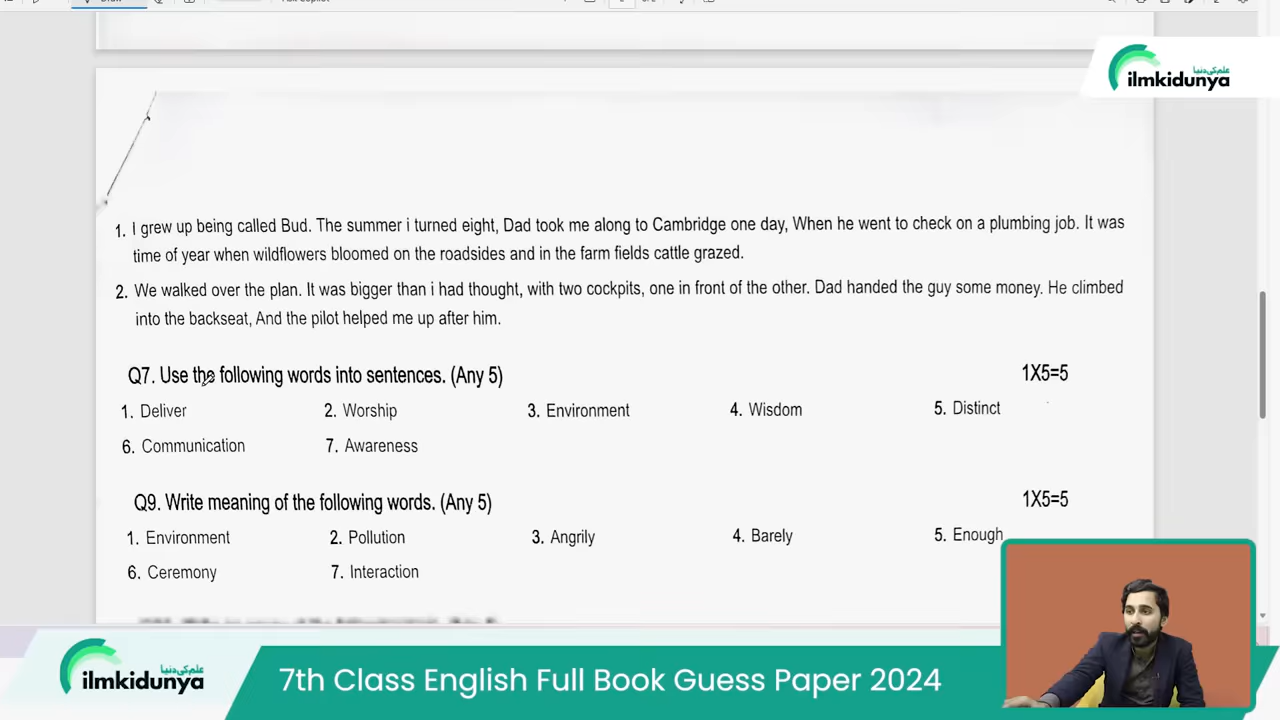 علم کی دنیا
ilmkidunya
1. I grew up being called Bud. The summer i turned eight, Dad took me along to Cambridge one day, When he went to check on a plumbing job. It was
time of year when wildflowers bloomed on the roadsides and in the farm fields cattle grazed.
2. We walked over the plan. It was bigger than i had thought, with two cockpits, one in front of the other. Dad handed the guy some money. He climbed
into the backseat, And the pilot helped me up after him.
Q7. Use the following words into sentences. (Any 5) 1X5=5
1. Deliver 2. Worship 3. Environment 4. Wisdom 5. Distinct
6. Communication 7. Awareness
Q9. Write meaning of the following words. (Any 5) 1X5=5
1. Environment 2. Pollution 3. Angrily 4. Barely 5. Enough
6. Ceremony 7. Interaction
علم کی دنیا
ilmkidunya
7th Class English Full Book Guess Paper 2024